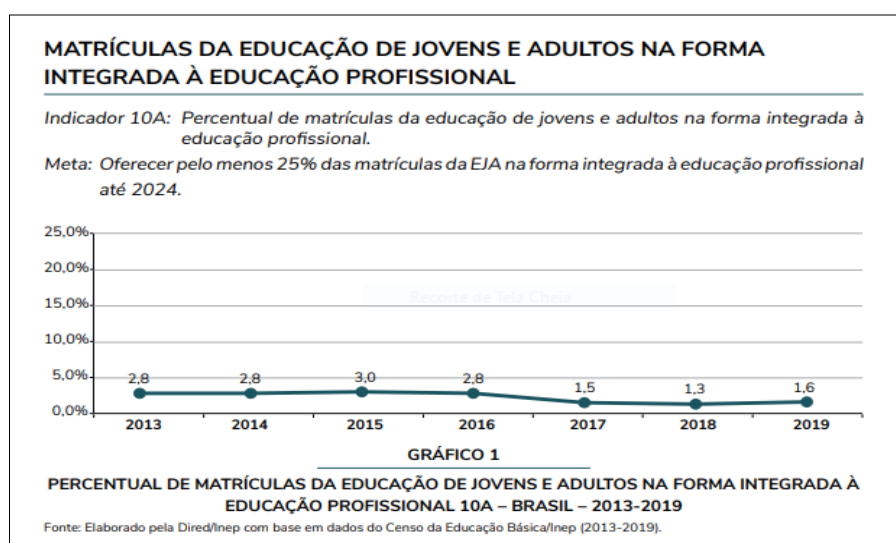 MATRÍCULAS DA EDUCAÇÃO DE JOVENS E ADULTOS NA FORMA
INTEGRADA À EDUCAÇÃO PROFISSIONAL
Indicador 10A: Percentual de matrículas da educação de jovens e adultos na forma integrada à
educação profissional.
Meta: Oferecer pelo menos 25% das matrículas da EJA na forma integrada à educação profissional
até 2024.
25,0%
20,0%
Recorte de Tela Cheia
15,0%
10,0%
5,0%
2,8 2,8 3,0 2,8 1,5 1,3 1,6
0,0%
2013 2014 2015 2016 2017 2018 2019
GRÁFICO 1
PERCENTUAL DE MATRÍCULAS DA EDUCAÇÃO DE JOVENS E ADULTOS NA FORMA INTEGRADA À
EDUCAÇÃO PROFISSIONAL 10A – BRASIL – 2013-2019
Fonte: Elaborado pela Dired/Inep com base em dados do Censo da Educação Básica/Inep (2013-2019).